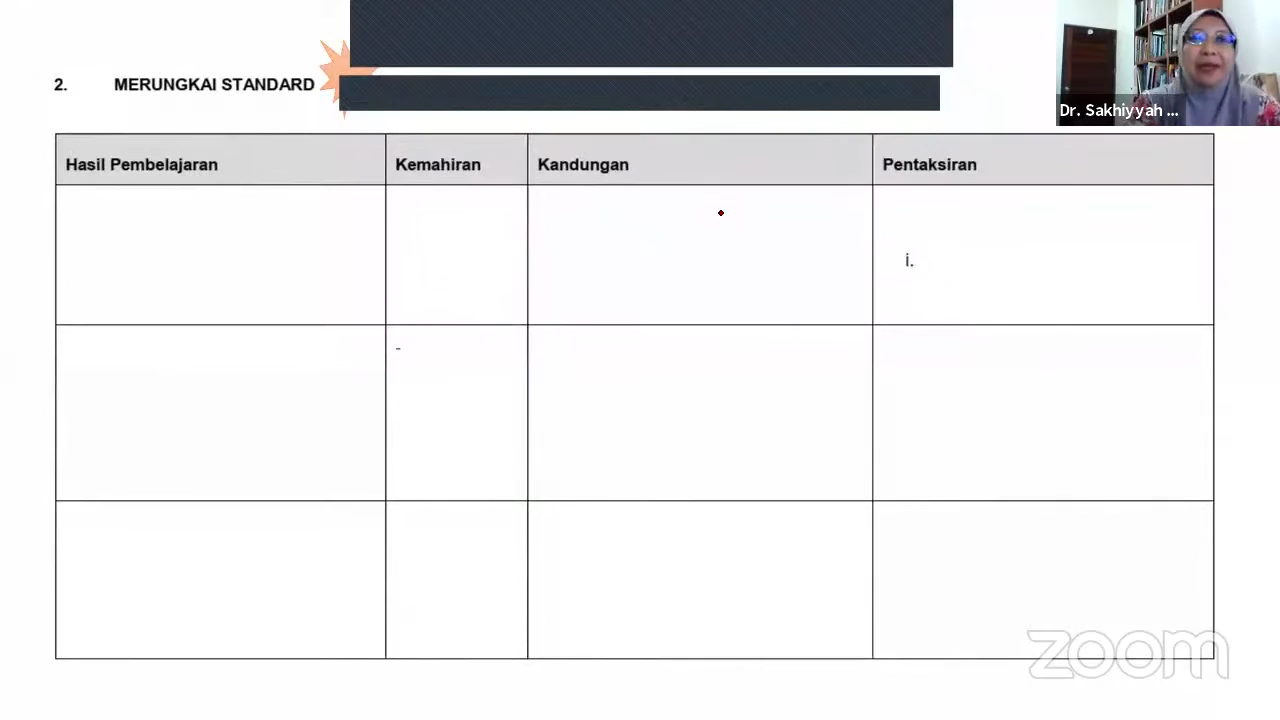 Dr. Sakhiyyah ...
2. MERUNGKAI STANDARD
Hasil Pembelajaran Kemahiran Kandungan Pentaksiran
i.
-
zoom